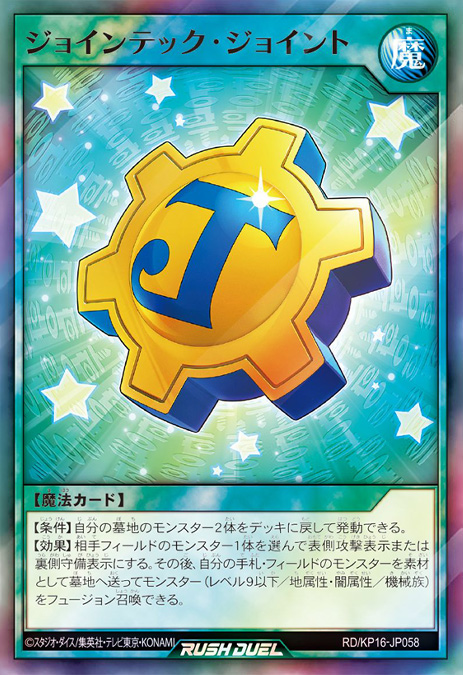 ジョインテック・ジョイント
魔
J
【魔法カード】
【条件】自分の墓地のモンスター2体をデッキに戻して発動できる。
【効果】相手フィールドのモンスター1体を選んで表側攻撃表示または
裏側守備表示にする。その後、自分の手札・フィールドのモンスターを素材
として墓地へ送ってモンスター（レベル9以下／地属性・闇属性／機械族）
をフュージョン召喚できる。
©スタジオ・ダイス/集英社・テレビ東京・KONAMI
RUSH DUEL
RD/KP16-JP058